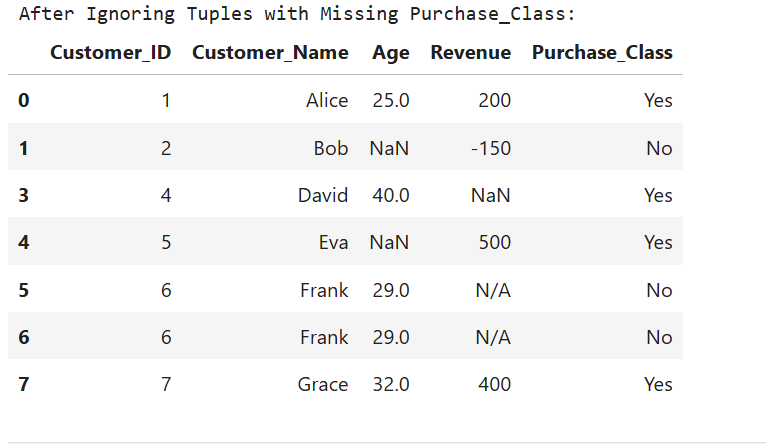 After Ignoring Tuples with Missing Purchase_Class:
Customer_ID Customer_Name Age Revenue Purchase_Class
0 1 Alice 25.0 200 Yes
1 2 Bob NaN -150 No
3 4 David 40.0 NaN Yes
4 5 Eva NaN 500 Yes
5 6 Frank 29.0 N/A No
6 6 Frank 29.0 N/A No
7 7 Grace 32.0 400 Yes